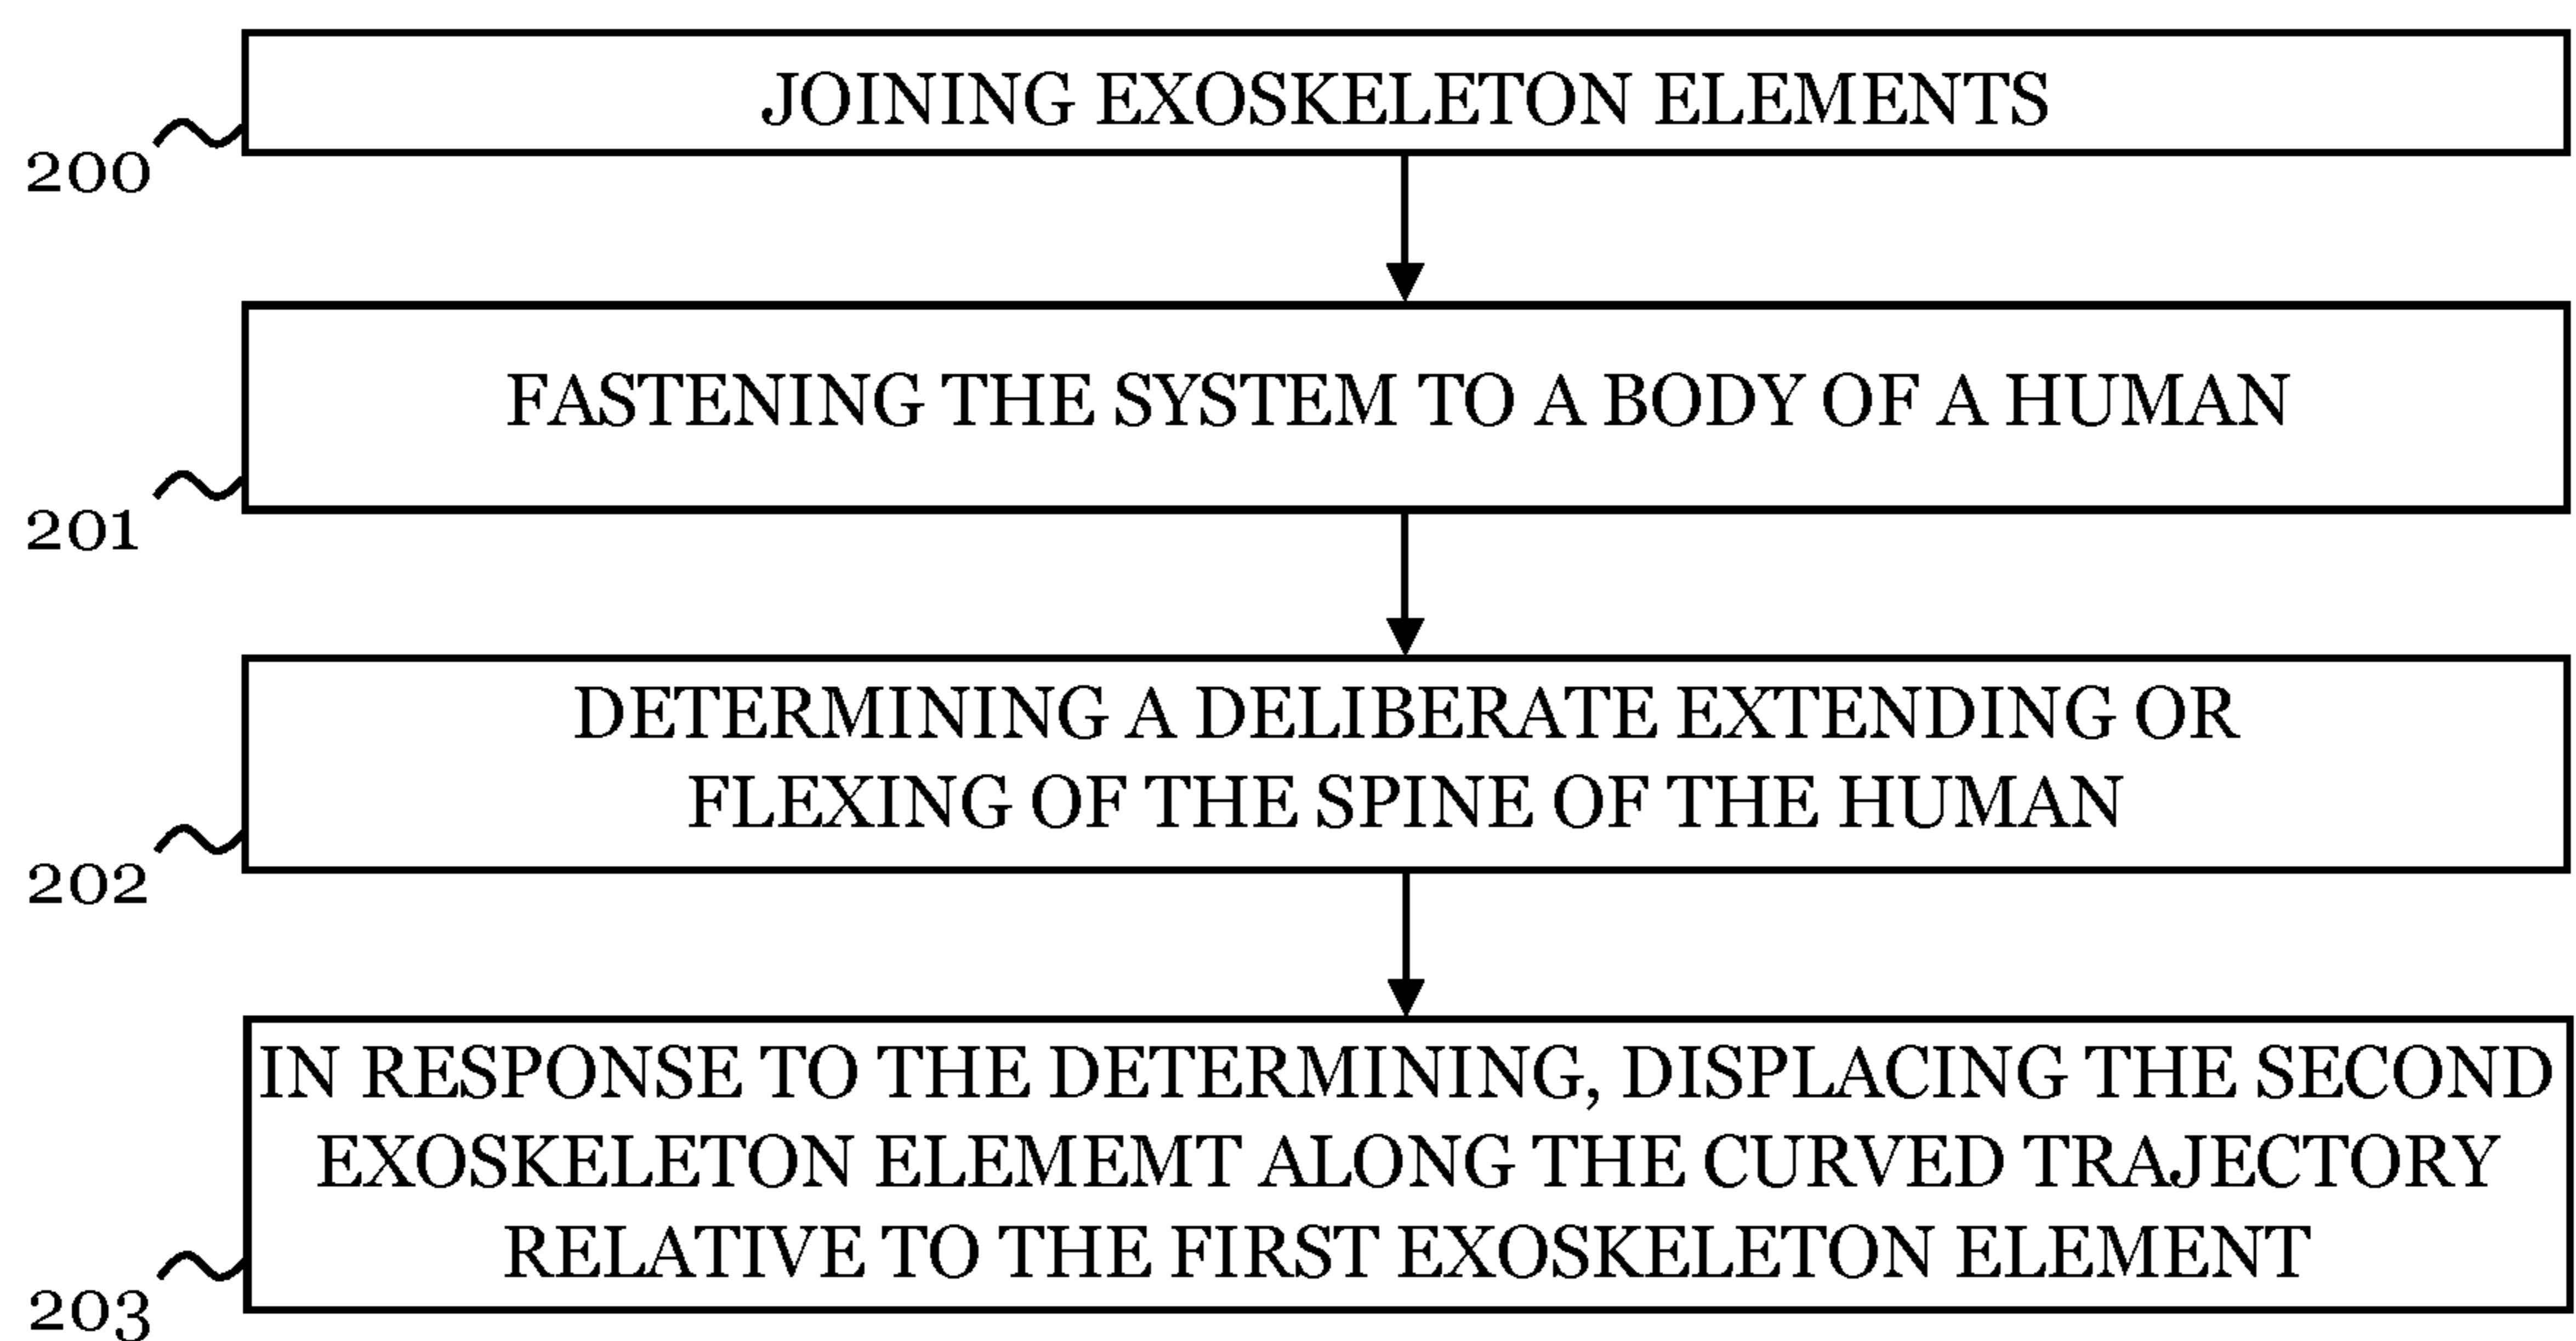 JOINING EXOSKELETON ELEMENTS
200
FASTENING THE SYSTEM TO A BODY OF A HUMAN
201
DETERMINING A DELIBERATE EXTENDING OR
FLEXING OF THE SPINE OF THE HUMAN
202
IN RESPONSE TO THE DETERMINING, DISPLACING THE SECOND
EXOSKELETON ELEMEMT ALONG THE CURVED TRAJECTORY
RELATIVE TO THE FIRST EXOSKELETON ELEMENT
203